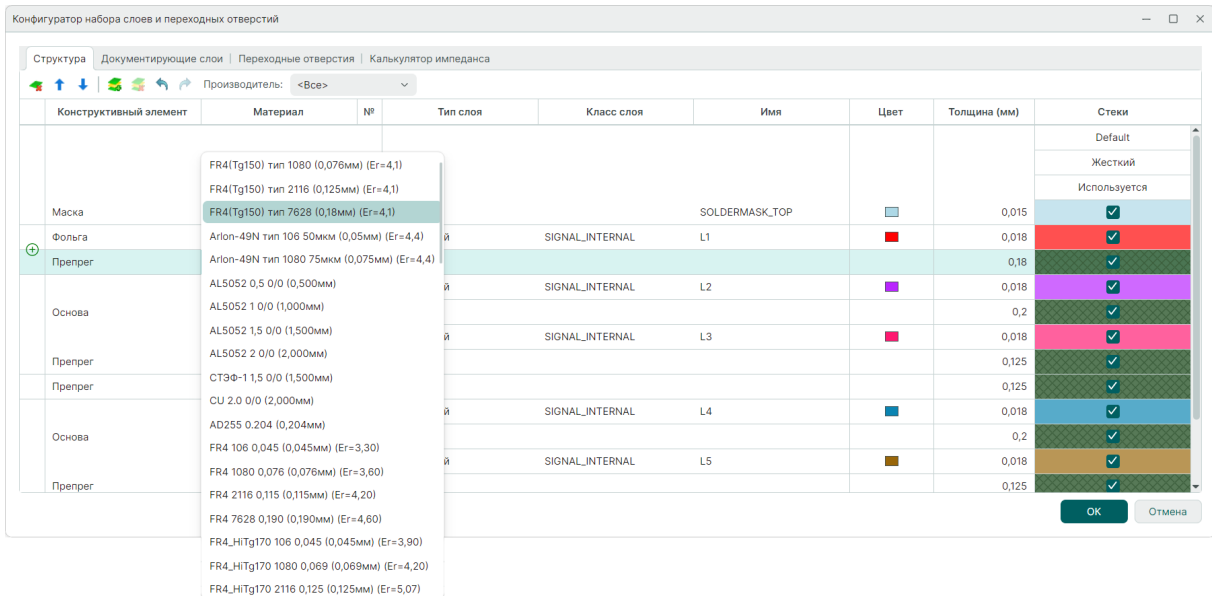 Конфигуратор набора слоев и переходных отверстий
Структура Документирующие слои Переходные отверстия Калькулятор импеданса
Производитель: <Все>
Конструктивный элемент Материал № Тип слоя Класс слоя Имя Цвет Толщина (мм) Стеки
Default
FR4(Tg150) тип 1080 (0,076мм) (Er=4,1) Жесткий
FR4(Tg150) тип 2116 (0,125мм) (Er=4,1) Используется
Маска FR4(Tg150) тип 7628 (0,18мм) (Er=4,1) SOLDERMASK_TOP 0,015
Фольга Arlon-49N тип 106 50мкм (0,05мм) (Er=4,4) й SIGNAL_INTERNAL L1 0,018
Препрег Arlon-49N тип 1080 75мкм (0,075мм) (Er=4,4) 0,18
AL5052 0,5 0/0 (0,500мм) й SIGNAL_INTERNAL L2 0,018
Основа AL5052 1 0/0 (1,000мм) 0,2
AL5052 1,5 0/0 (1,500мм) й SIGNAL_INTERNAL L3 0,018
Препрег AL5052 2 0/0 (2,000мм) 0,125
Препрег СТЭФ-1 1,5 0/0 (1,500мм) 0,125
CU 2.0 0/0 (2,000мм) й SIGNAL_INTERNAL L4 0,018
AD255 0.204 (0,204мм)
Основа FR4 106 0,045 (0,045мм) (Er=3,30) 0,2
FR4 1080 0,076 (0,076мм) (Er=3,60) й SIGNAL_INTERNAL L5 0,018
Препрег FR4 2116 0,115 (0,115мм) (Er=4,20) 0,125
FR4 7628 0,190 (0,190мм) (Er=4,60) ОК Отмена
FR4_HiTg170 106 0,045 (0,045мм) (Er=3,90)
FR4_HiTg170 1080 0,069 (0,069мм) (Er=4,20)
FR4_HiTg170 2116 0,125 (0,125мм) (Er=5,07)